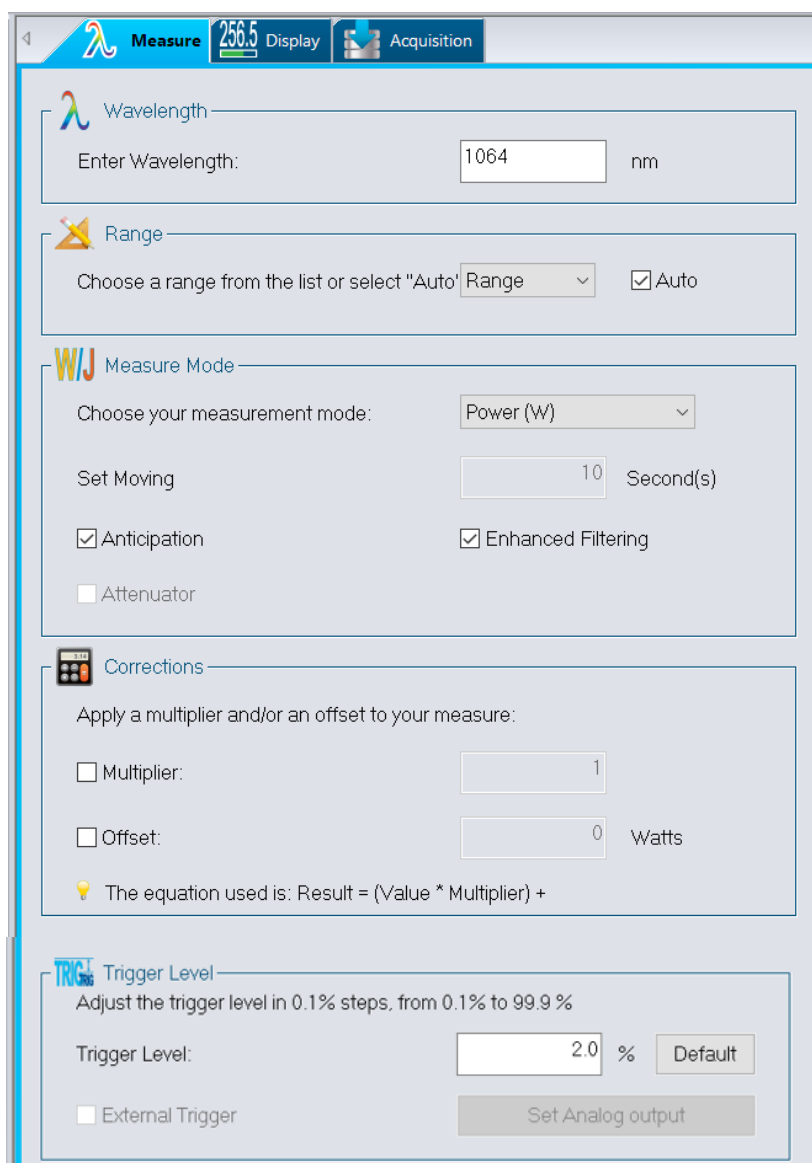 Measure 256.5 Display Acquisition
λ Wavelength
Enter Wavelength: 1064 nm
Range
Choose a range from the list or select "Auto' Range Auto
W/J Measure Mode
Choose your measurement mode: Power (W)
Set Moving 10 Second(s)
Anticipation Enhanced Filtering
Attenuator
Corrections
Apply a multiplier and/or an offset to your measure:
Multiplier: 1
Offset: 0 Watts
The equation used is: Result = (Value * Multiplier) +
TRIG Trigger Level
Adjust the trigger level in 0.1% steps, from 0.1% to 99.9 %
Trigger Level: 2.0 % Default
External Trigger Set Analog output